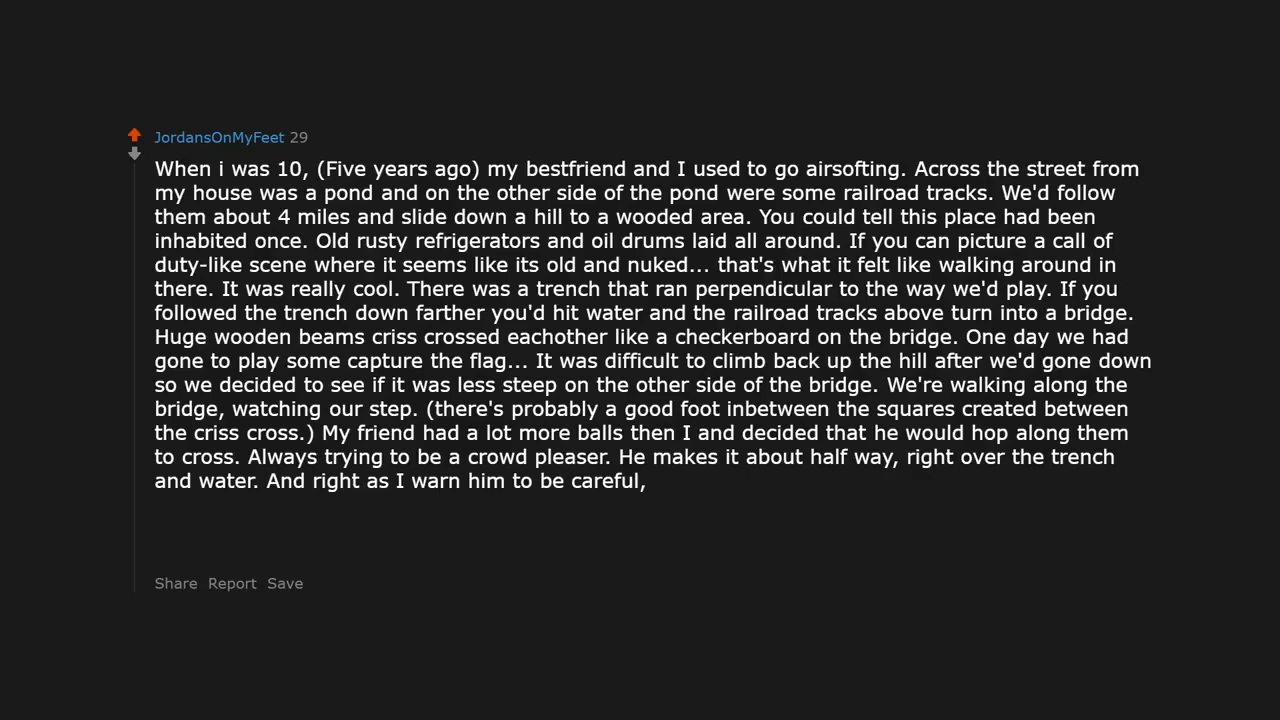 JordansOnMyFeet 29
When i was 10, (Five years ago) my bestfriend and I used to go airsofting. Across the street from
my house was a pond and on the other side of the pond were some railroad tracks. We'd follow
them about 4 miles and slide down a hill to a wooded area. You could tell this place had been
inhabited once. Old rusty refrigerators and oil drums laid all around. If you can picture a call of
duty-like scene where it seems like its old and nuked... that's what it felt like walking around in
there. It was really cool. There was a trench that ran perpendicular to the way we'd play. If you
followed the trench down farther you'd hit water and the railroad tracks above turn into a bridge.
Huge wooden beams criss crossed eachother like a checkerboard on the bridge. One day we had
gone to play some capture the flag... It was difficult to climb back up the hill after we'd gone down
so we decided to see if it was less steep on the other side of the bridge. We're walking along the
bridge, watching our step. (there's probably a good foot inbetween the squares created between
the criss cross.) My friend had a lot more balls then I and decided that he would hop along them
to cross. Always trying to be a crowd pleaser. He makes it about half way, right over the trench
and water. And right as I warn him to be careful,
Share Report Save